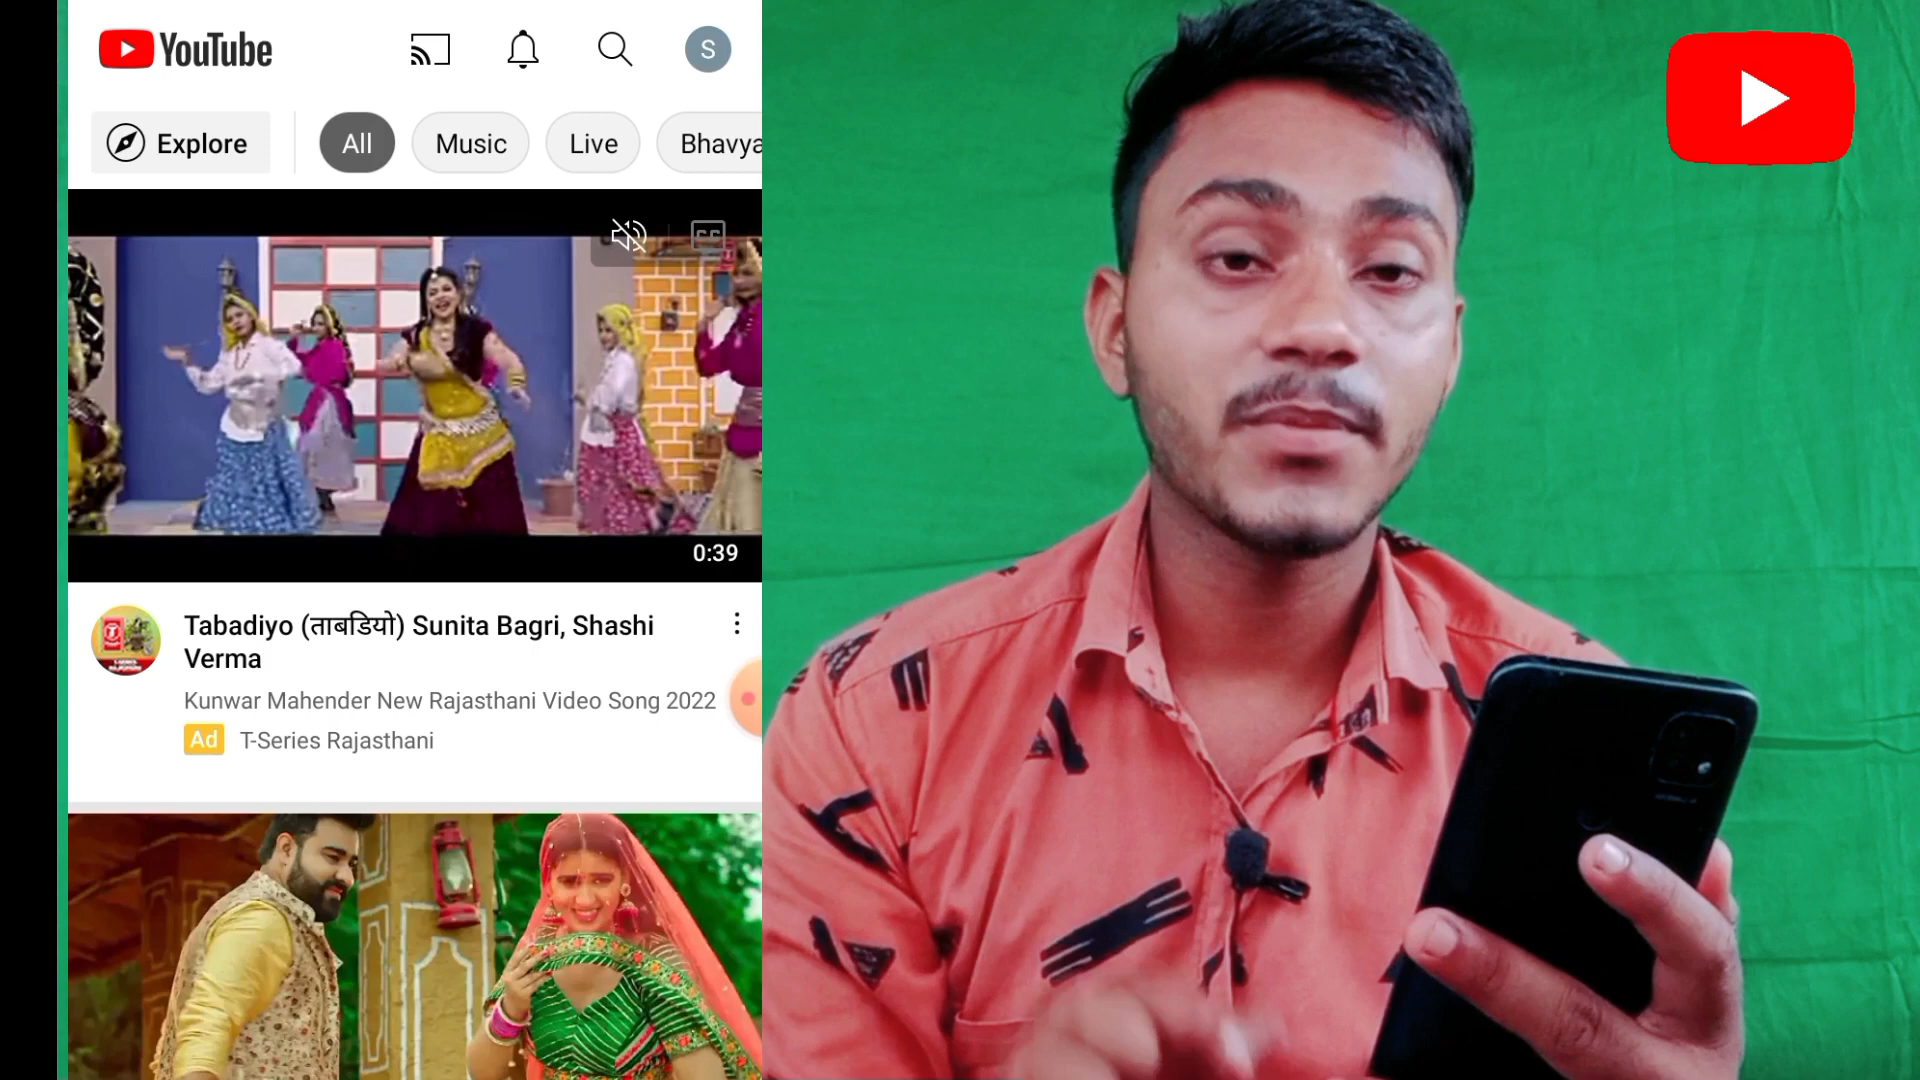 YouTube
S
Explore
All
Music
Live
Bhavya
CC
0:39
Tabadiyo (ताबडियो) Sunita Bagri, Shashi
Verma
Kunwar Mahender New Rajasthani Video Song 2022
Ad
T-Series Rajasthani